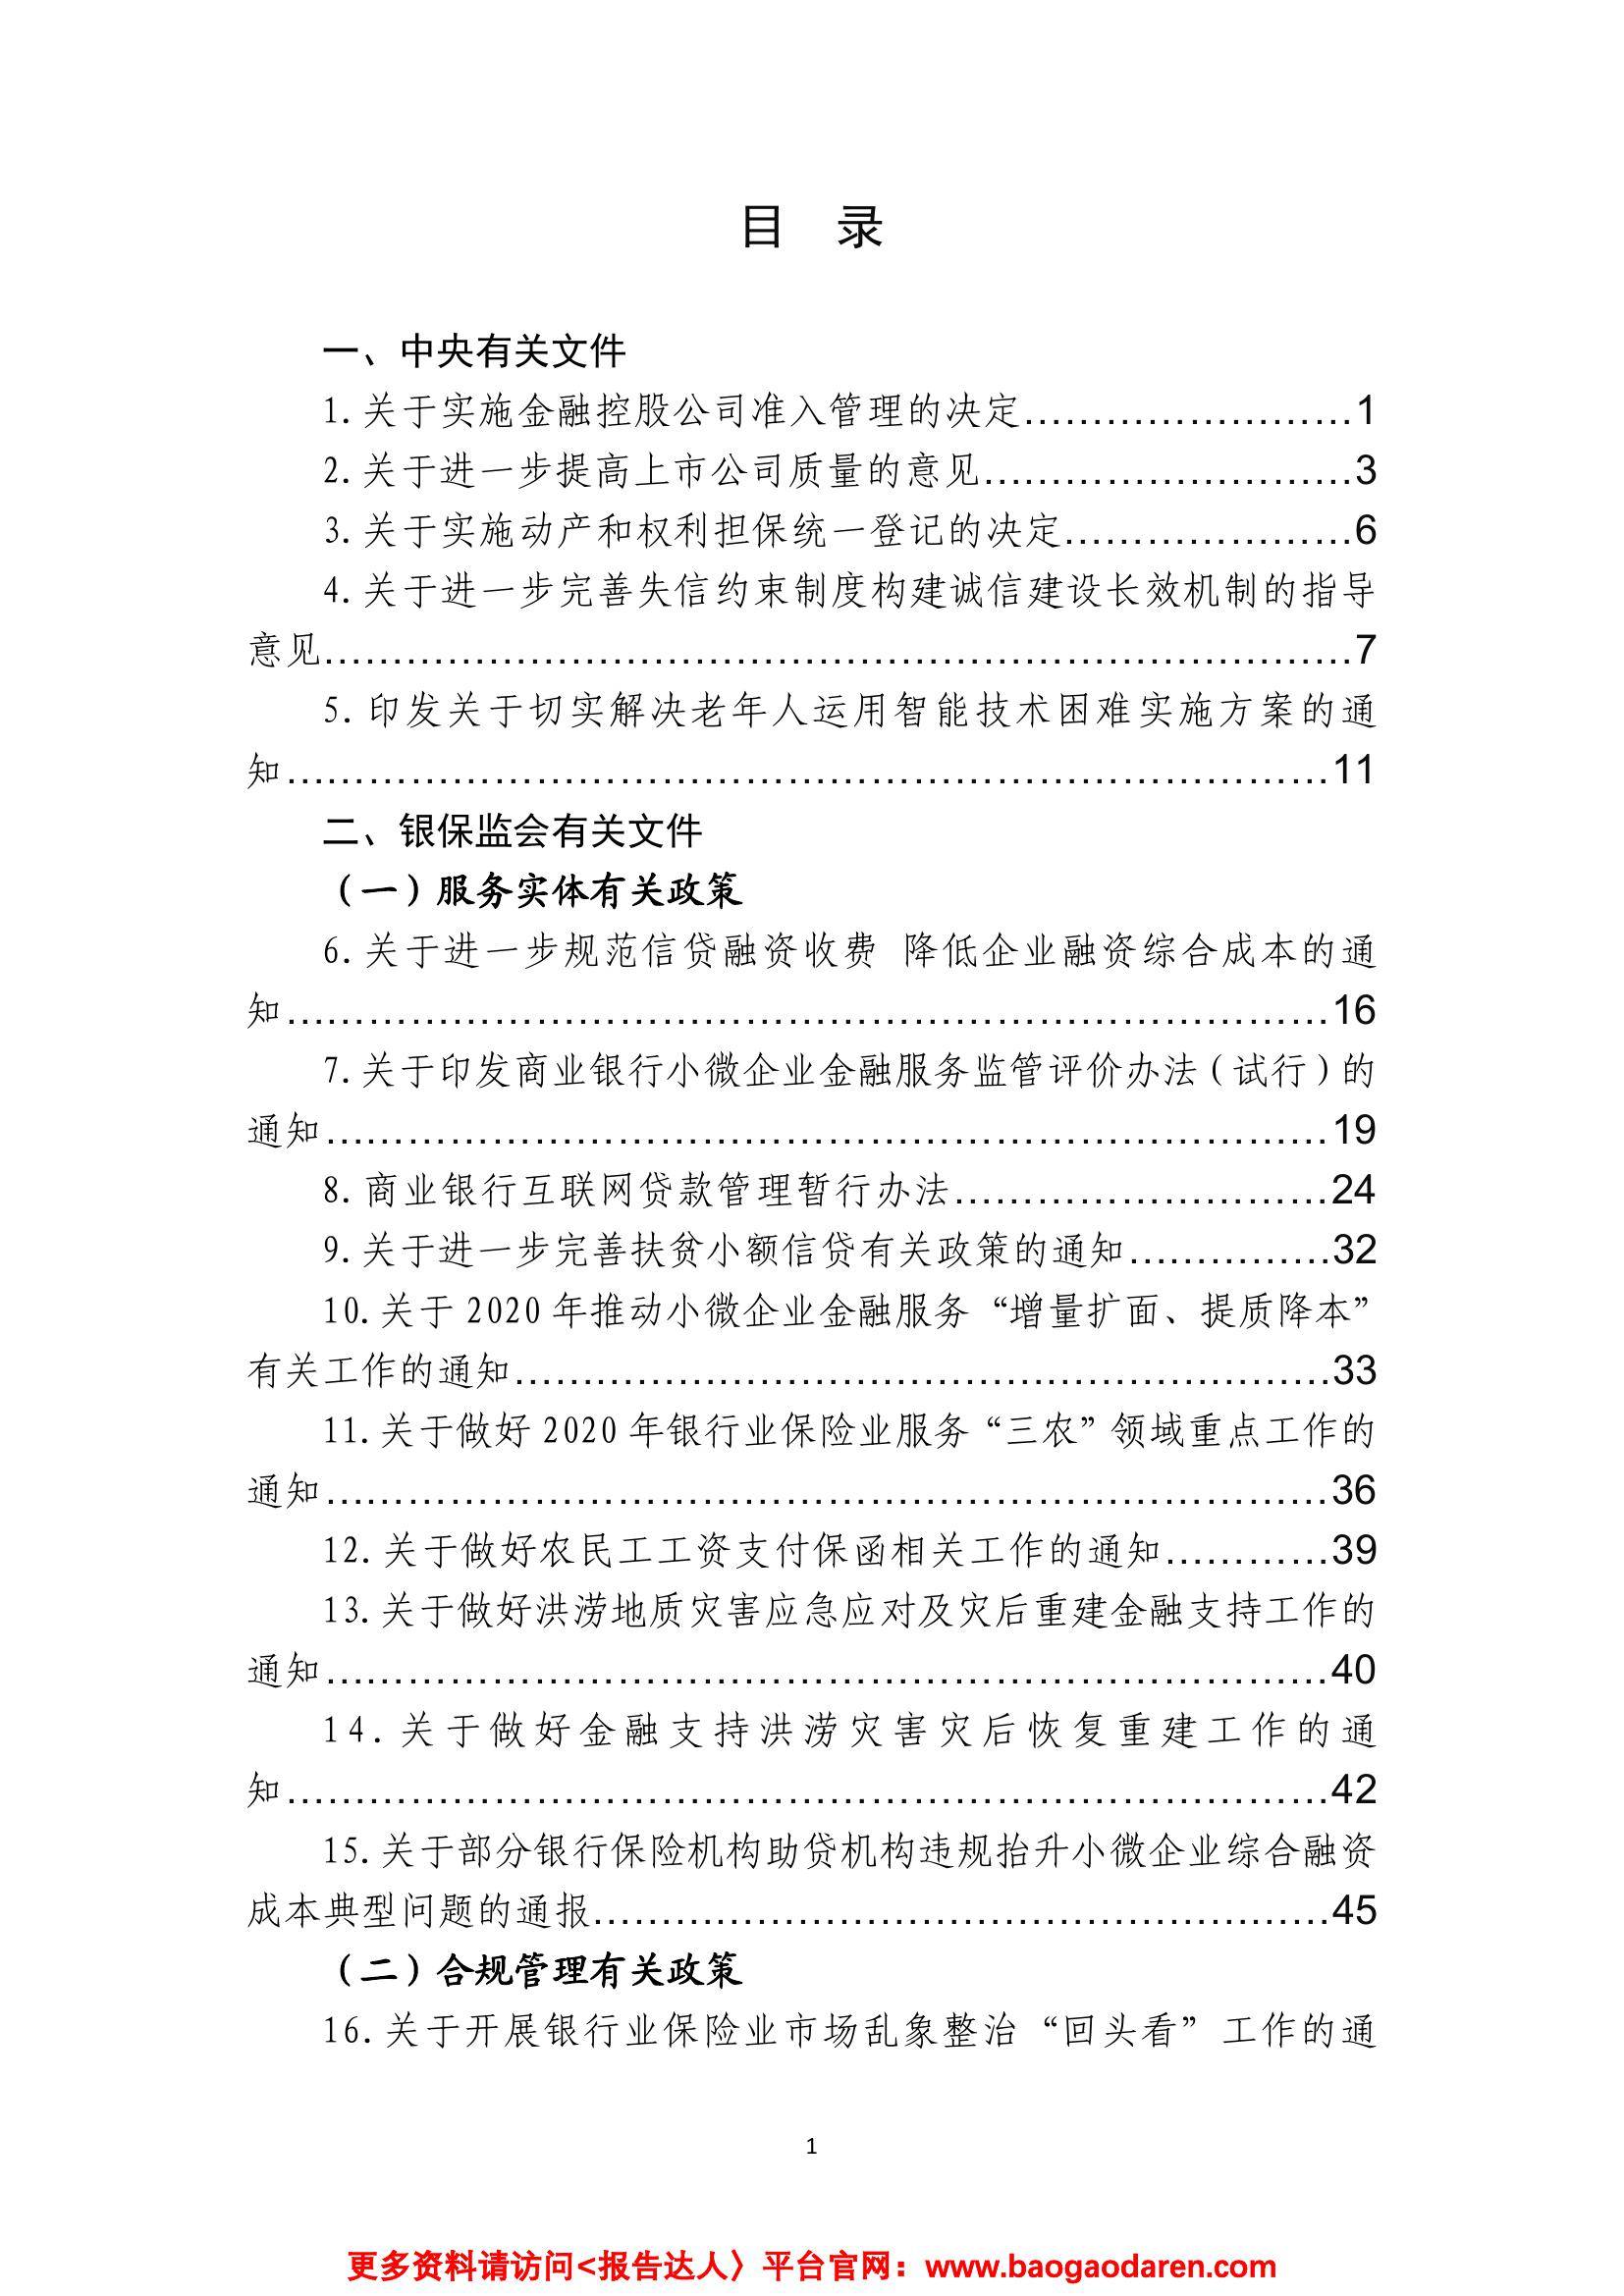 目 录
一、中央有关文件
1.关于实施金融控股公司准入管理的决定........................1
2.关于进一步提高上市公司质量的意见...........................3
3.关于实施动产和权利担保统一登记的决定.....................6
4.关于进一步完善失信约束制度构建诚信建设长效机制的指导
意见...........................................................................7
5.印发关于切实解决老年人运用智能技术困难实施方案的通
知............................................................................11
二、银保监会有关文件
（一）服务实体有关政策
6.关于进一步规范信贷融资收费 降低企业融资综合成本的通
知............................................................................16
7.关于印发商业银行小微企业金融服务监管评价办法（试行）的
通知.........................................................................19
8.商业银行互联网贷款管理暂行办法...........................24
9.关于进一步完善扶贫小额信贷有关政策的通知...............32
10.关于 2020 年推动小微企业金融服务“增量扩面、提质降本”
有关工作的通知...........................................................33
11.关于做好 2020 年银行业保险业服务“三农”领域重点工作的
通知.........................................................................36
12.关于做好农民工工资支付保函相关工作的通知............39
13.关于做好洪涝地质灾害应急应对及灾后重建金融支持工作的
通知.........................................................................40
14.关于做好金融支持洪涝灾害灾后恢复重建工作的通
知............................................................................42
15.关于部分银行保险机构助贷机构违规抬升小微企业综合融资
成本典型问题的通报......................................................45
（二）合规管理有关政策
16.关于开展银行业保险业市场乱象整治“回头看”工作的通
1
更多资料请访问<报告达人〉平台官网：www.baogaodaren.com